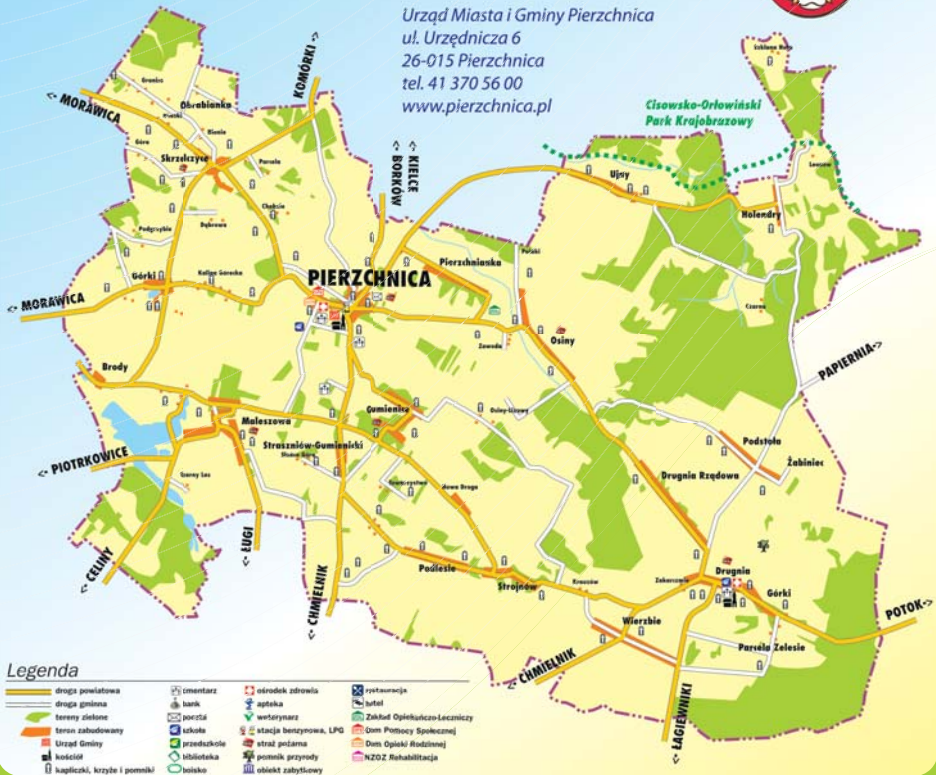 Urząd Miasta i Gminy Pierzchnica
ul. Urzędnicza 6
26-015 Pierzchnica
tel. 41 370 56 00
www.pierzchnica.pl
Cisowsko-Orłowiński
Park Krajobrazowy
<- MORAWICA
KOMÓRKI ->
<- BORKÓW
<- KIELCE
Drabianka
Skrzelczyce
Górki
PIERZCHNICA
Pierzchnianka
Ujny
Holendry
<- MORAWICA
Osiny
PAPIERNIA->
Brody
Maleszowa
Gumienice
Straszniów-Gumienicki
<- PIOTRKOWICE
Czarny Las
Nowa Droga
Podstoła
Żabiniec
Drugnia Rządowa
<- CELINY
<- ŁUGI
<- CHMIELNIK
Podlesie
Strojnów
Drugnia
Górki
POTOK->
Wierzbie
Parcela Zelesie
<- CHMIELNIK
<- ŁAGIEWNIKI
Legenda
droga powiatowa
droga gminna
tereny zielone
teren zabudowany
Urząd Gminy
kościół
kapliczki, krzyże i pomniki
cmentarz
bank
poczta
szkoła
przedszkole
biblioteka
boisko
ośrodek zdrowia
apteka
weterynarz
stacja benzynowa, LPG
straż pożarna
pomnik przyrody
obiekt zabytkowy
restauracja
hotel
Zakład Opiekuńczo-Leczniczy
Dom Pomocy Społecznej
Dom Opieki Rodzinnej
NZOZ Rehabilitacja